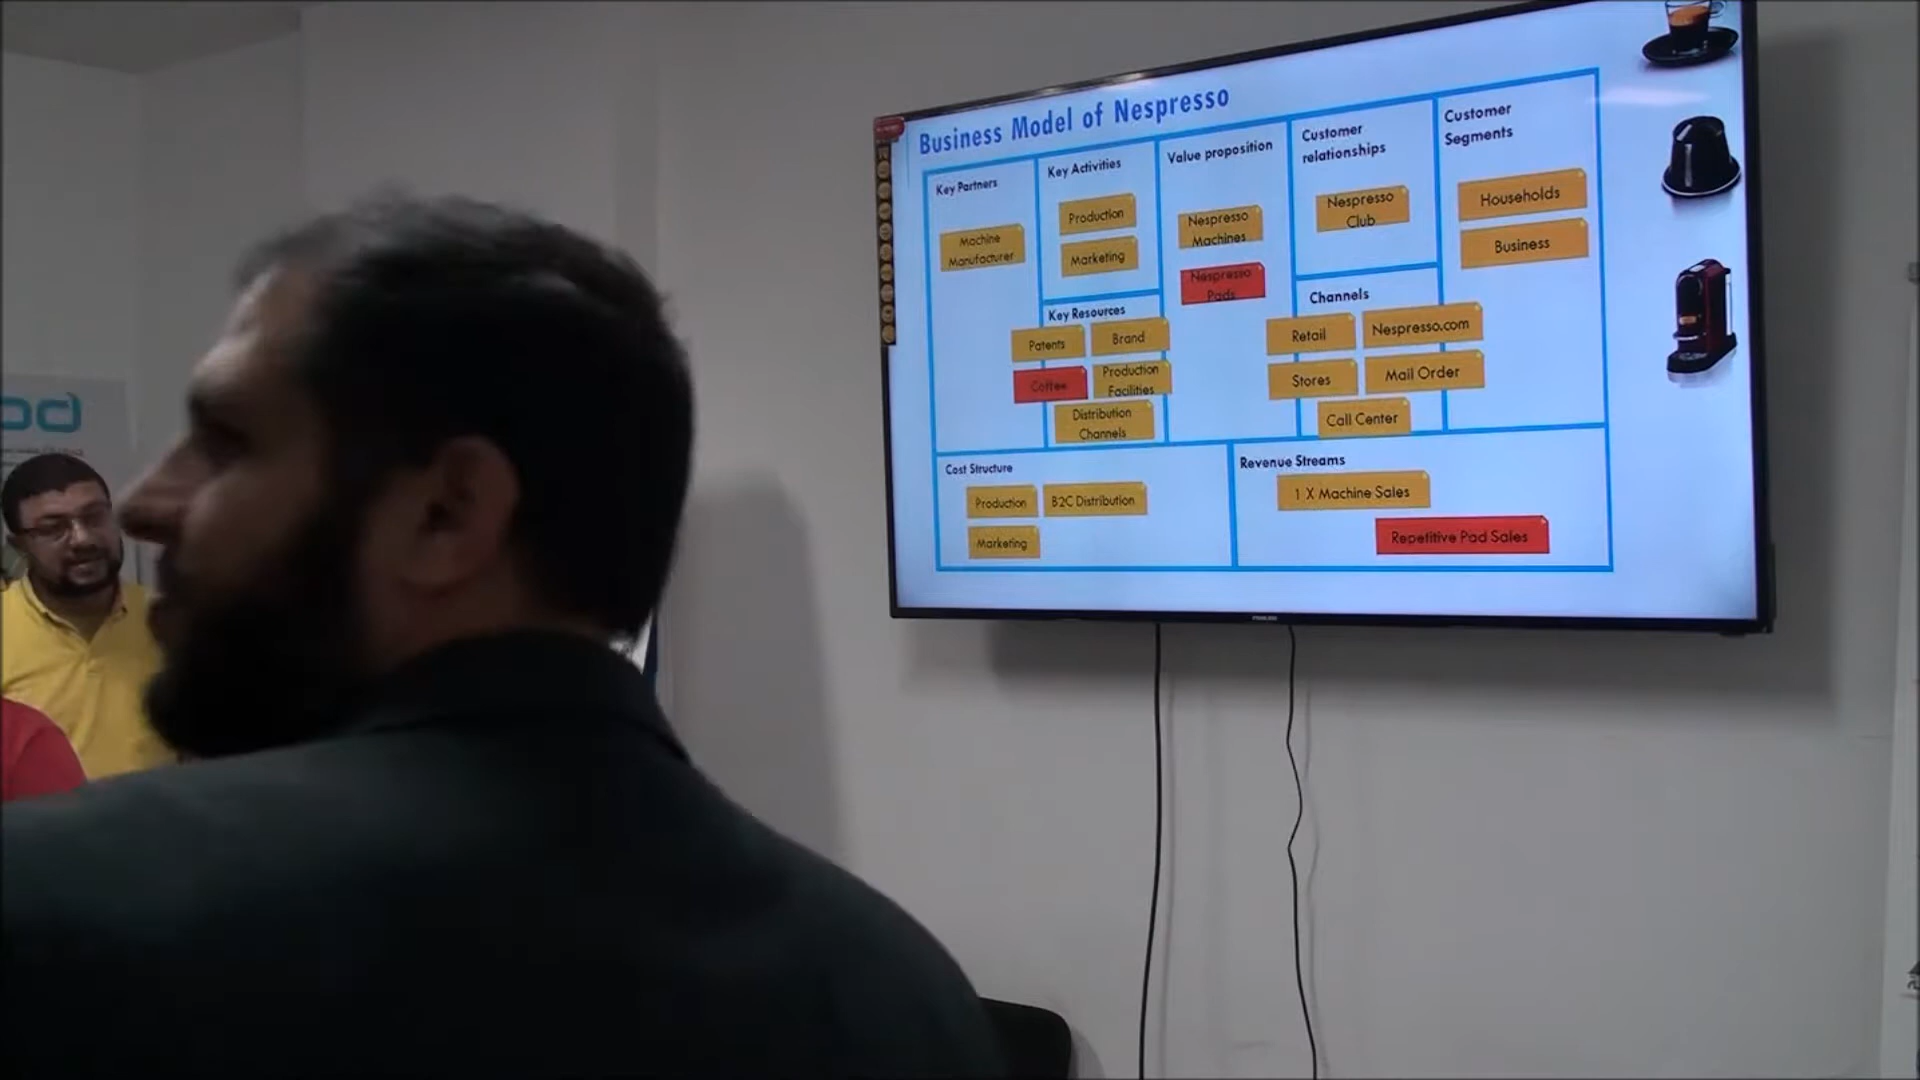 Business Model of Nespresso
Key Partners
Machine
Manufacturer
Key Activities
Production
Marketing
Key Resources
Patents
Brand
Coffee
Production
Facilities
Distribution
Channels
Value proposition
Nespresso
Machines
Nespresso
Pads
Customer
relationships
Nespresso
Club
Channels
Retail
Nespresso.com
Stores
Mail Order
Call Center
Customer
Segments
Households
Business
Cost Structure
Production
B2C Distribution
Marketing
Revenue Streams
1 X Machine Sales
Repetitive Pad Sales